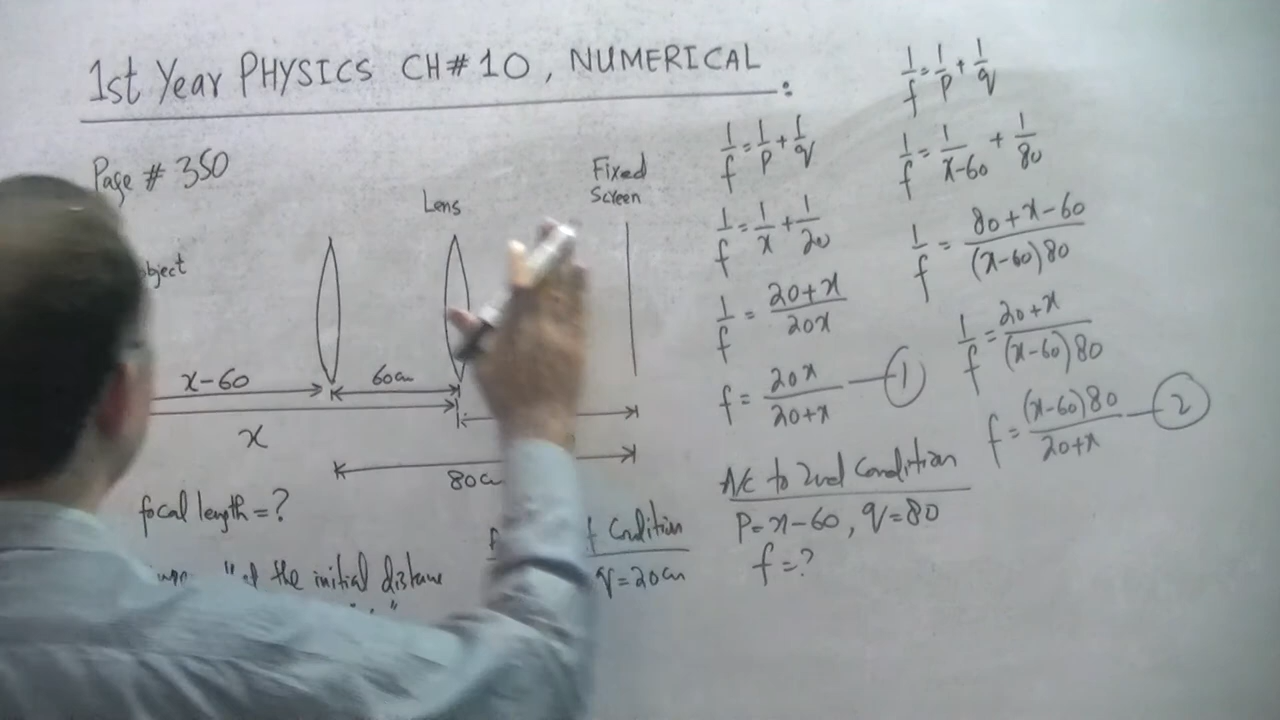 1st Year PHYSICS CH# 10, NUMERICAL :
Page # 350
Lens
Fixed
Screen
x-60
60cm
x
80cm
focal length = ?
the initial distance
Condition
q=20cm
1/f = 1/p + 1/q
1/f = 1/x + 1/20
1/f = 20+x/20x
f = 20x/20+x — 1
A/c to 2nd Condition
P=x-60, q=80
f=?
1/f = 1/p + 1/q
1/f = 1/x-60 + 1/80
1/f = 80+x-60/(x-60)80
1/f = 20+x/(x-60)80
f = (x-60)80/20+x — 2